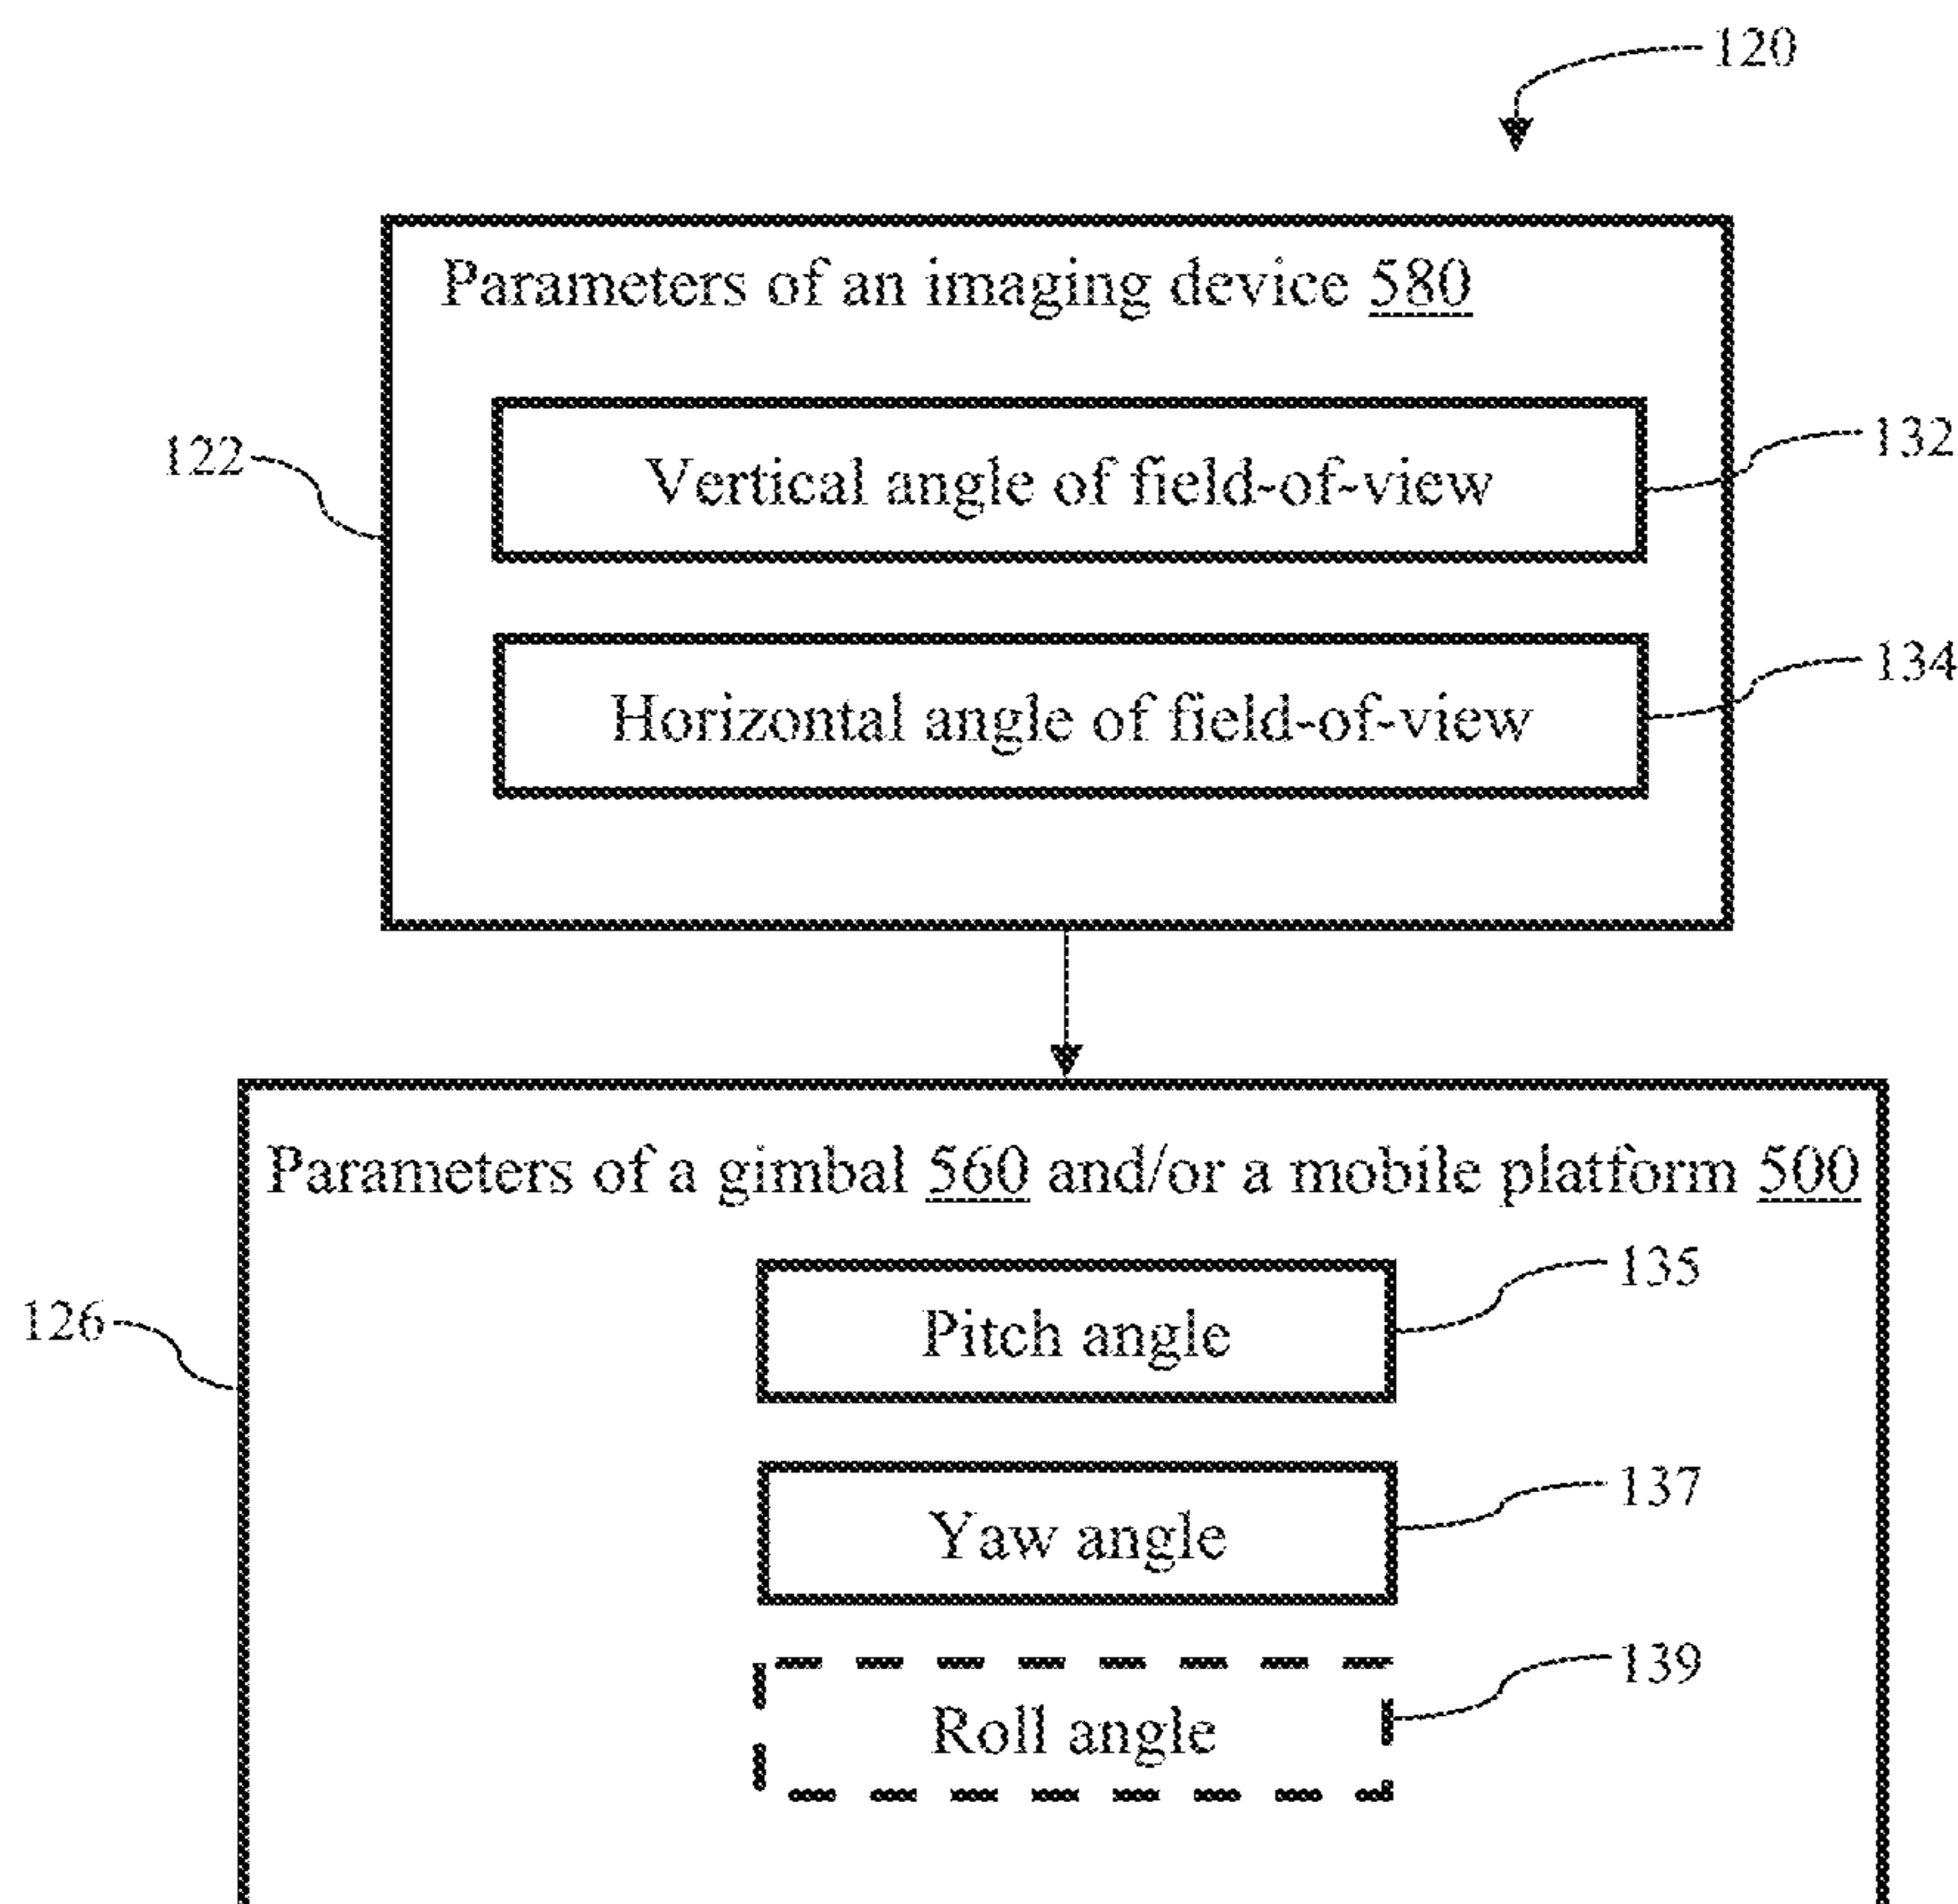 120
Parameters of an imaging device 580
122
Vertical angle of field-of-view
132
Horizontal angle of field-of-view
134
Parameters of a gimbal 560 and/or a mobile platform 500
126
Pitch angle
135
Yaw angle
137
Roll angle
139